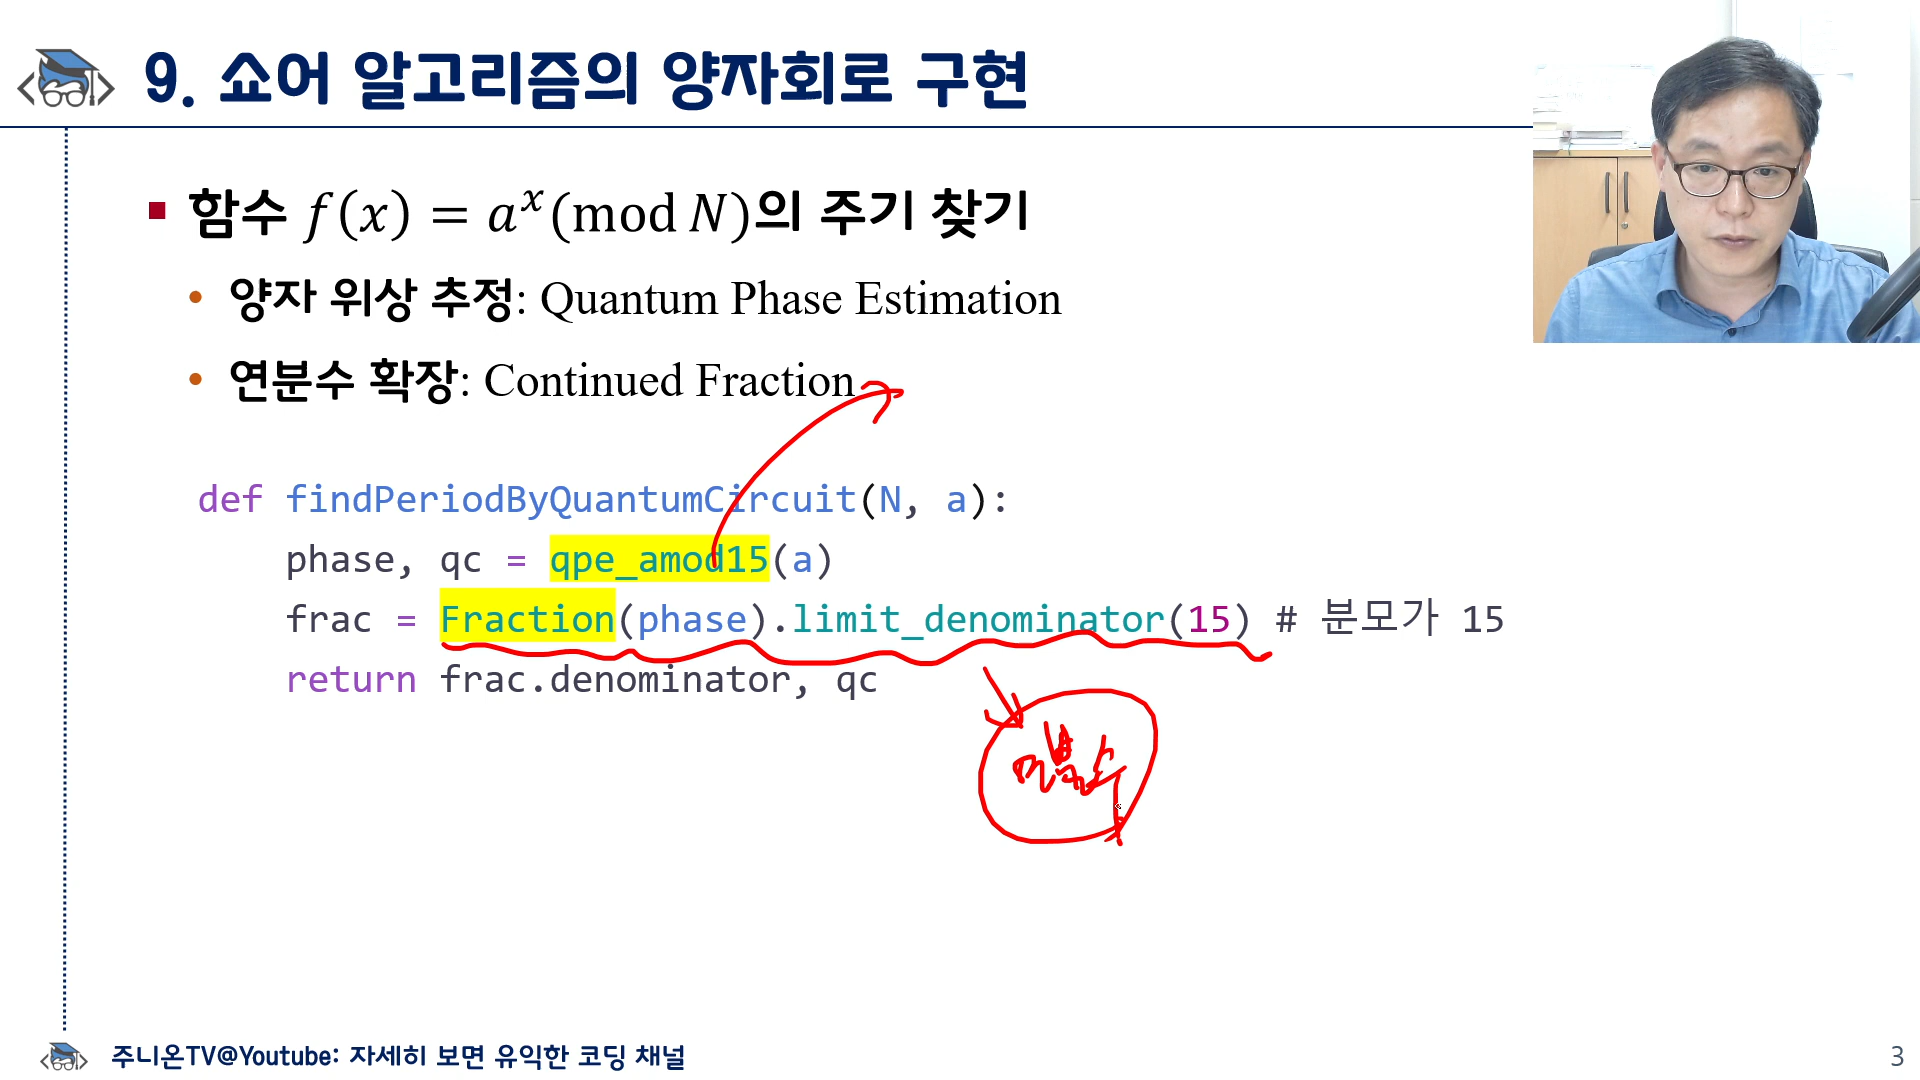 9. 쇼어 알고리즘의 양자회로 구현
함수 f(x) = a^x(mod N)의 주기 찾기
양자 위상 추정: Quantum Phase Estimation
연분수 확장: Continued Fraction
def findPeriodByQuantumCircuit(N, a):
phase, qc = qpe_amod15(a)
frac = Fraction(phase).limit_denominator(15) # 분모가 15
return frac.denominator, qc
주니온TV@Youtube: 자세히 보면 유익한 코딩 채널
3